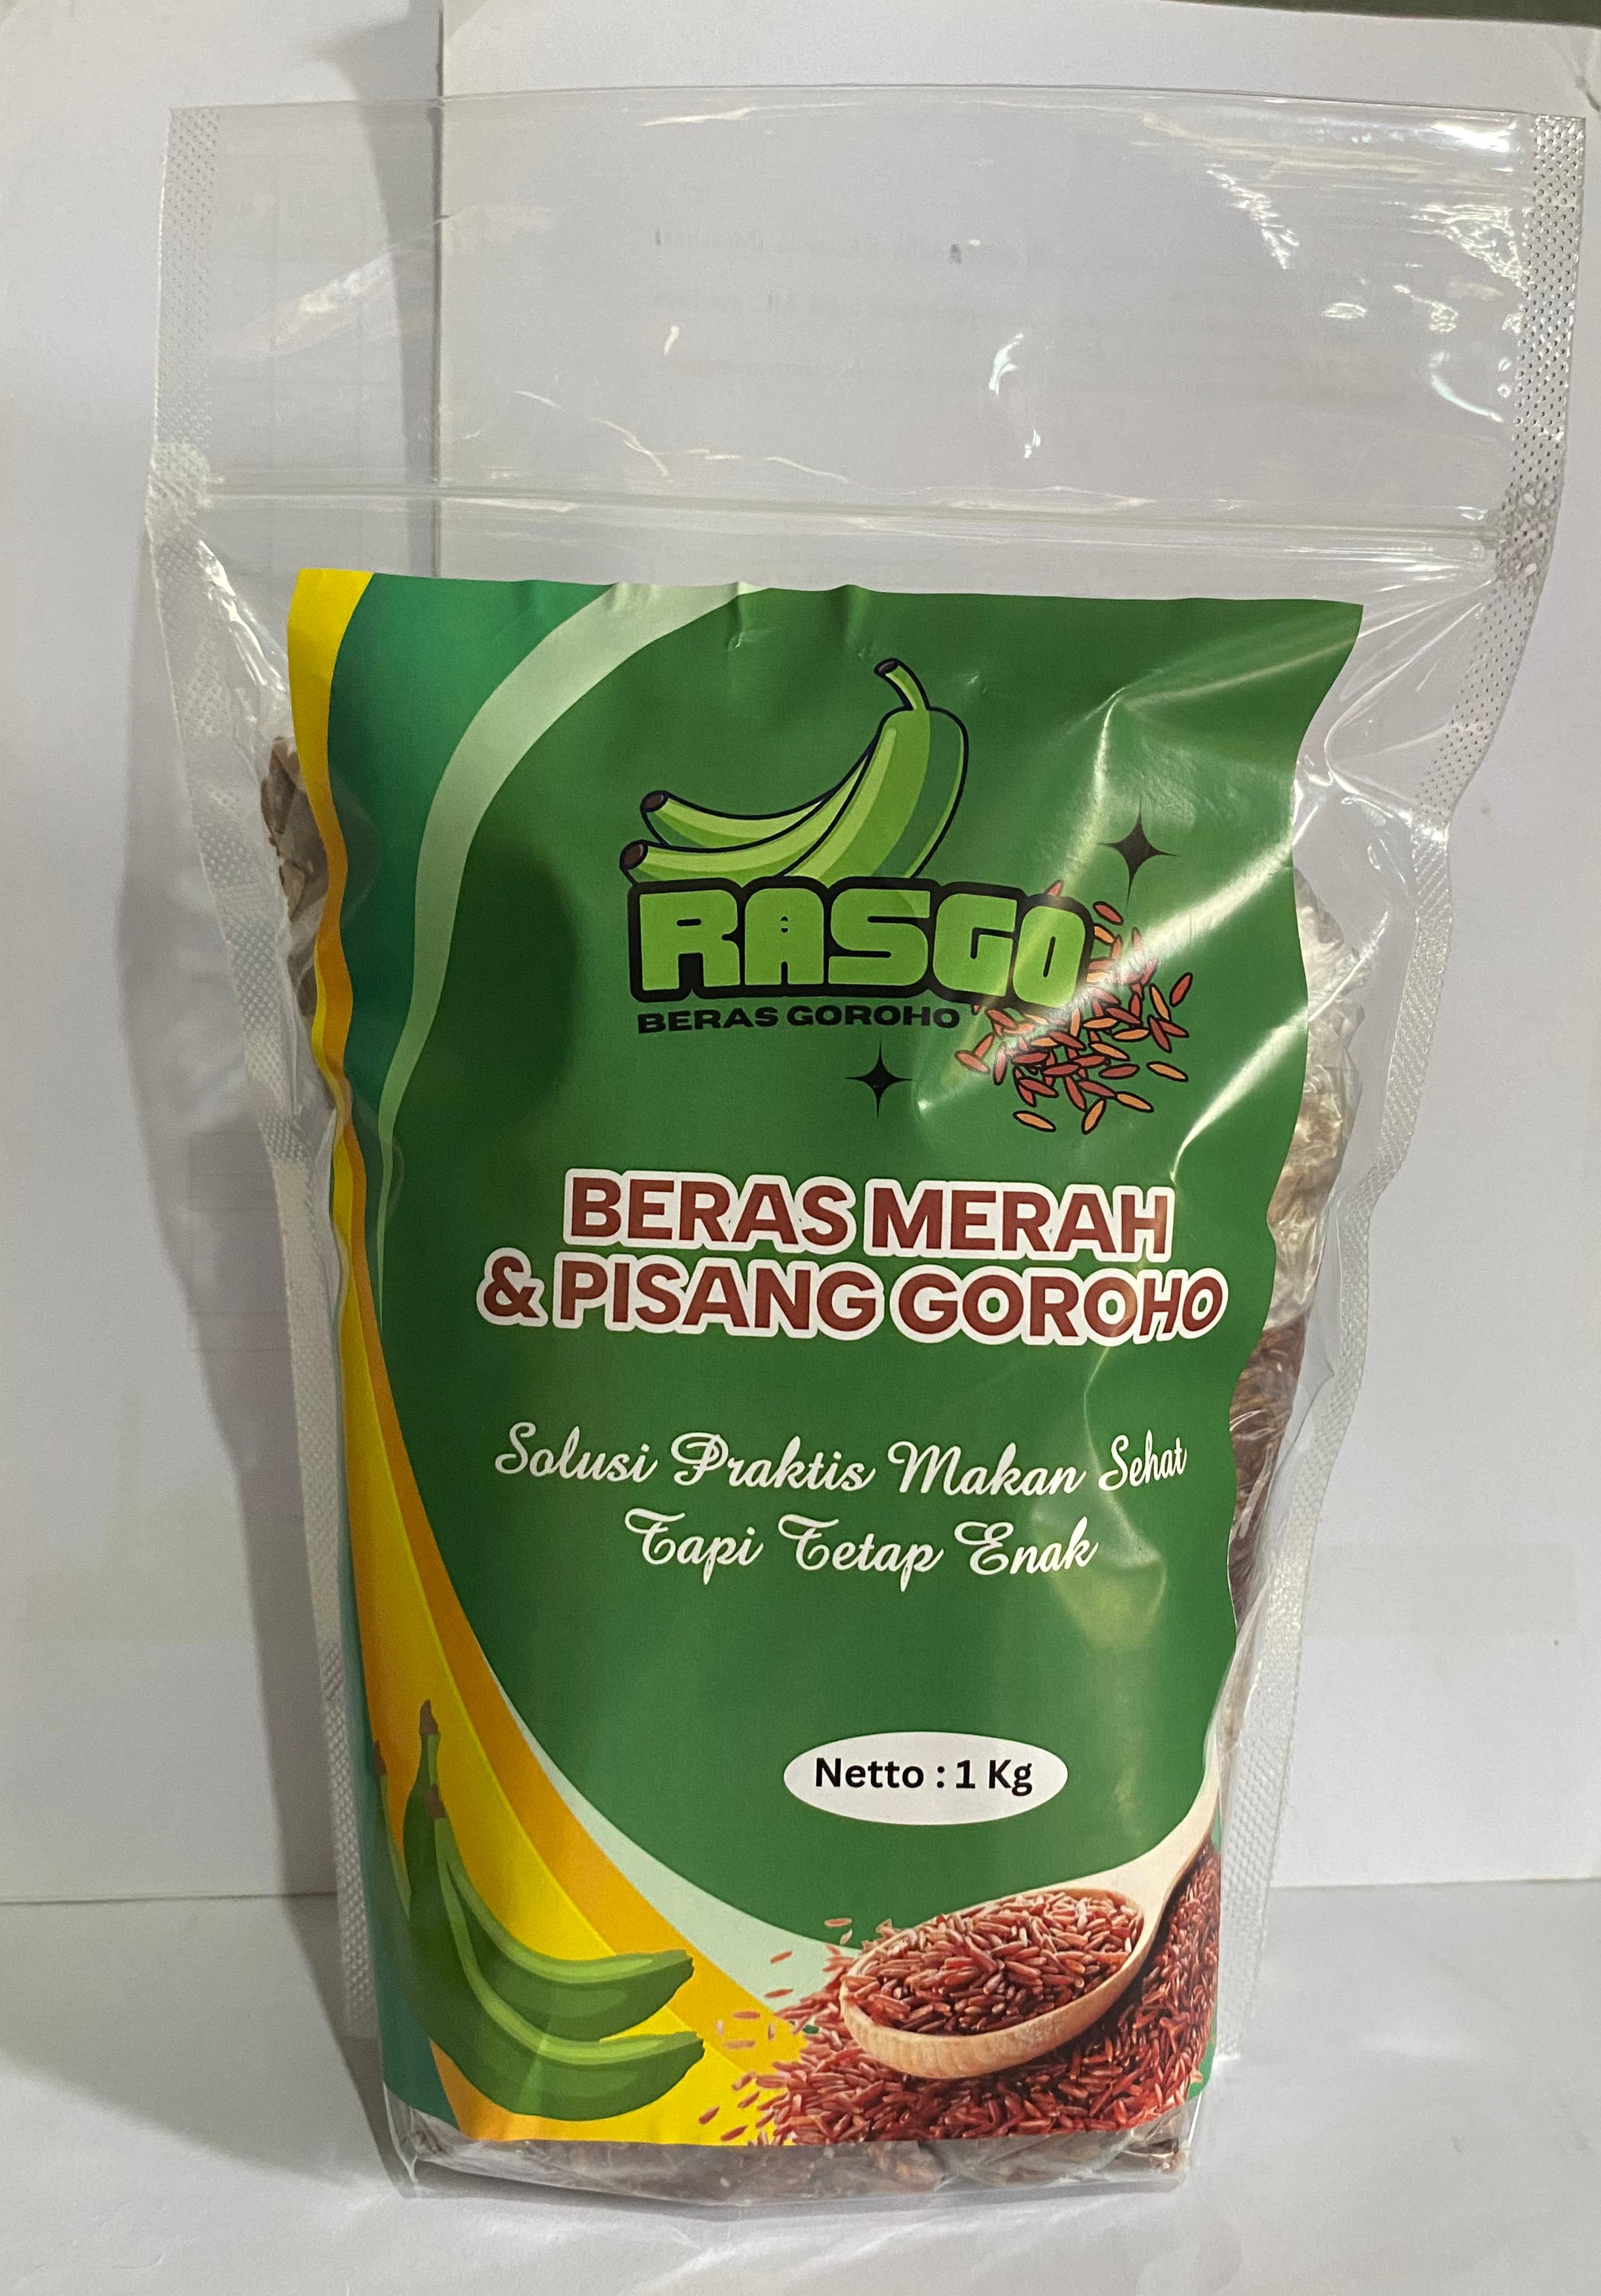 RASGO
BERAS GOROHO
BERAS MERAH
& PISANG GOROHO
Solusi Praktis Makan Sehat
Tapi Tetap Enak
Netto : 1 Kg